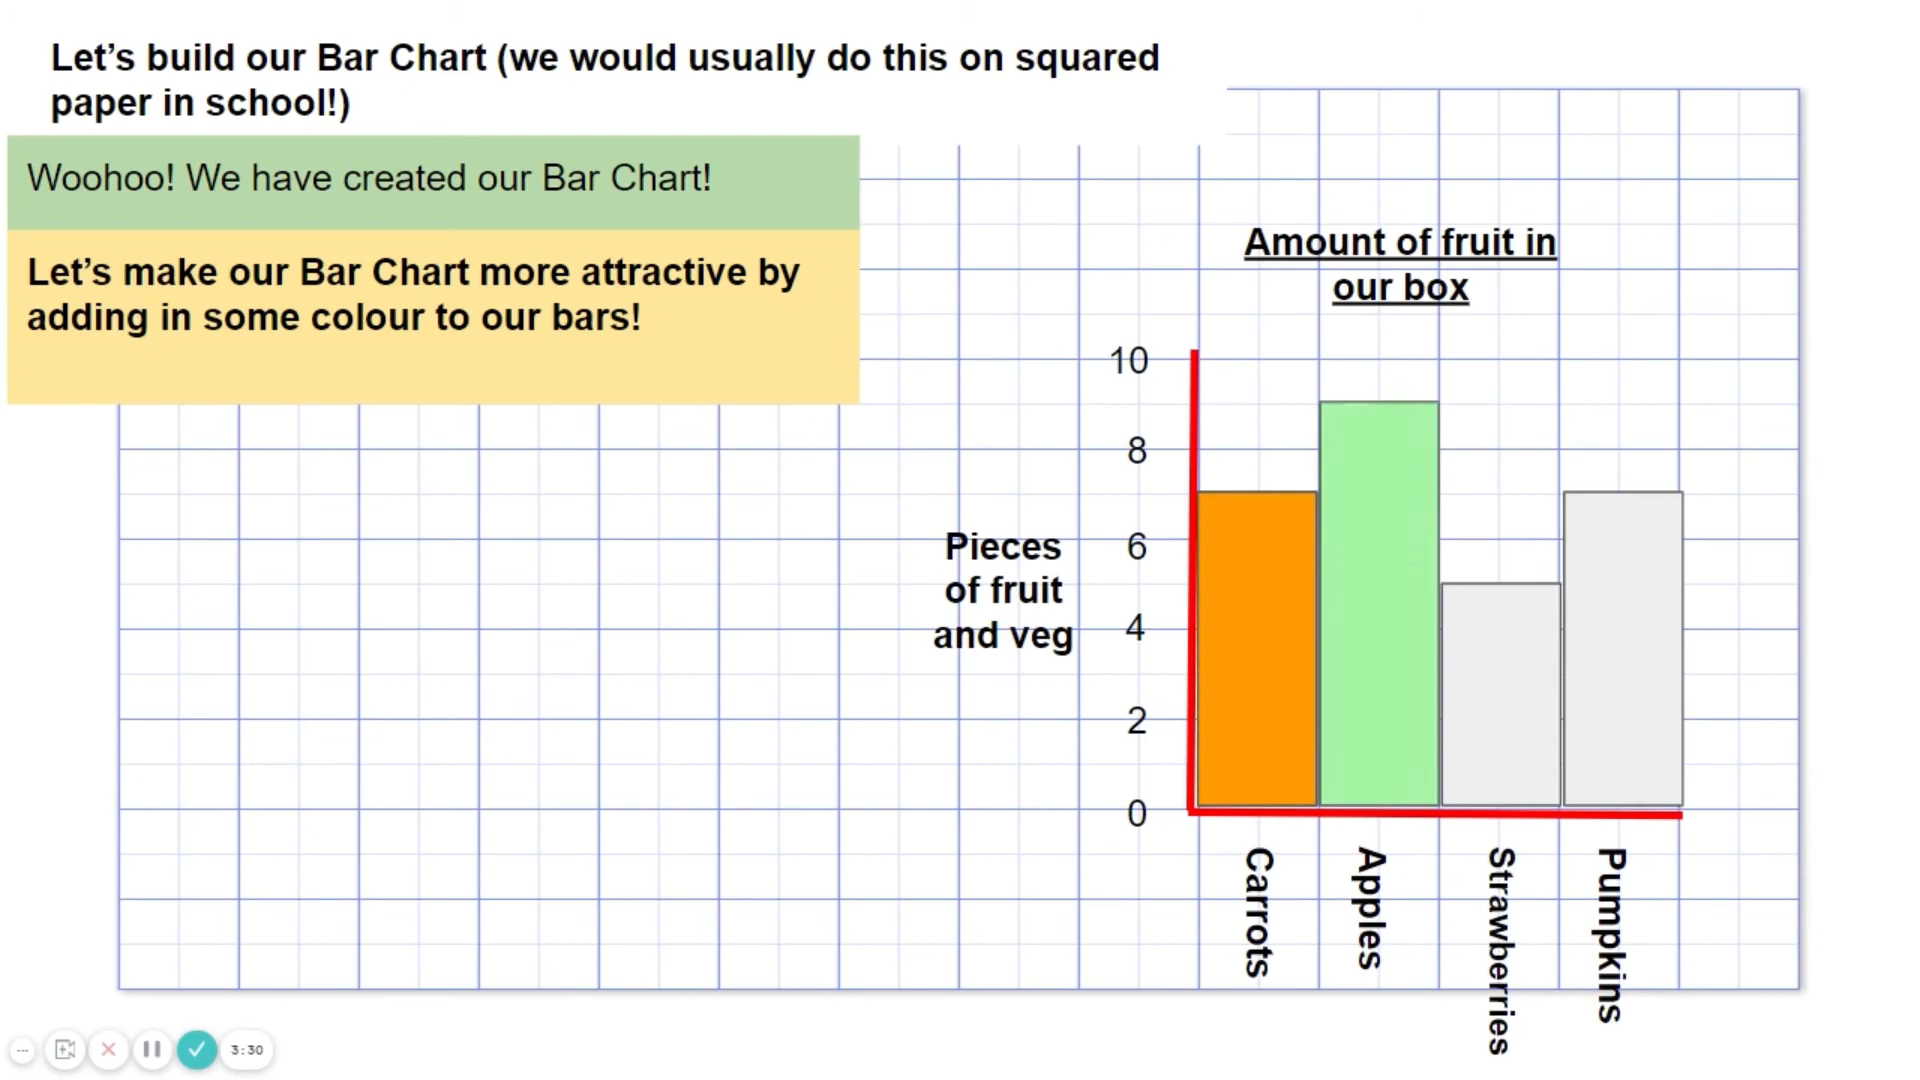 Let’s build our Bar Chart (we would usually do this on squared
paper in school!)
Woohoo! We have created our Bar Chart!
Let’s make our Bar Chart more attractive by
adding in some colour to our bars!
Amount of fruit in
our box
10
8
6
4
2
0
Pieces
of fruit
and veg
Carrots
Apples
Strawberries
Pumpkins
3:30